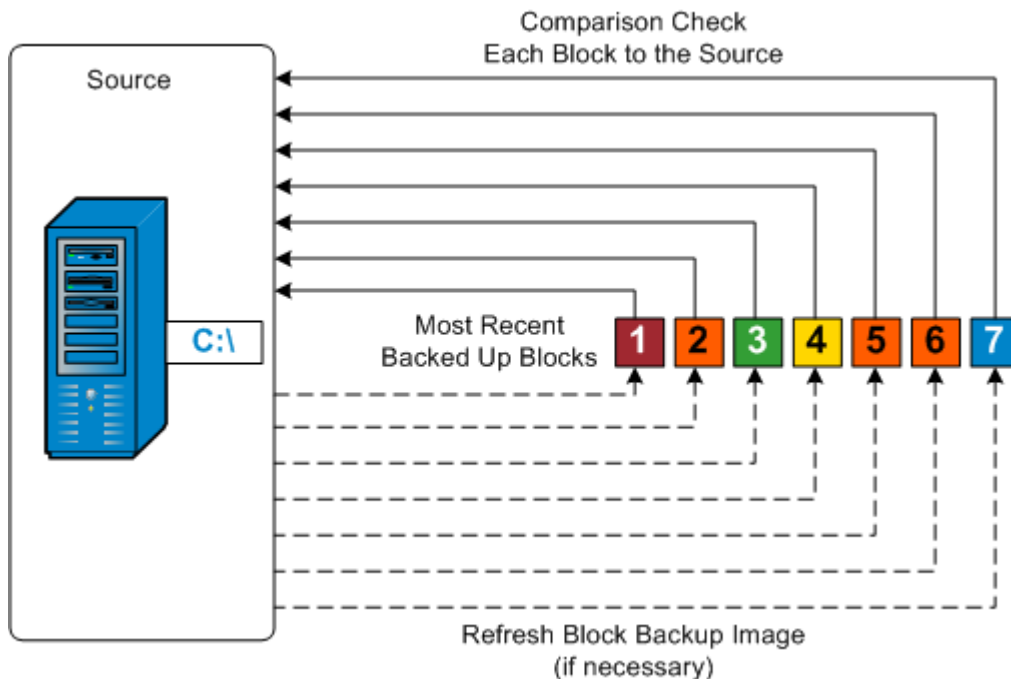 Comparison Check
Each Block to the Source
Source
C:\
Most Recent
Backed Up Blocks
1 2 3 4 5 6 7
Refresh Block Backup Image
(if necessary)